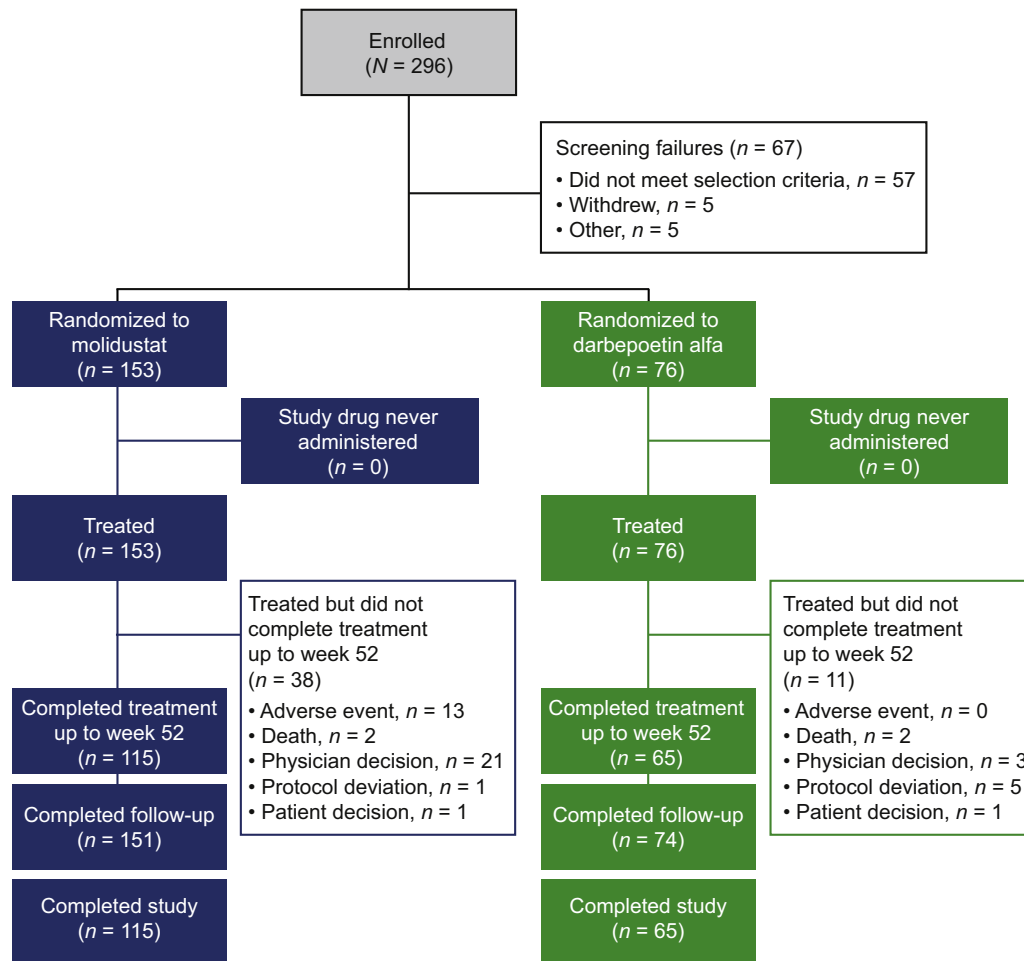 Enrolled
(N = 296)
Screening failures (n = 67)
• Did not meet selection criteria, n = 57
• Withdrew, n = 5
• Other, n = 5
Randomized to
molidustat
(n = 153)
Randomized to
darbepoetin alfa
(n = 76)
Study drug never
administered
(n = 0)
Study drug never
administered
(n = 0)
Treated
(n = 153)
Treated
(n = 76)
Treated but did not
complete treatment
up to week 52
(n = 38)
• Adverse event, n = 13
• Death, n = 2
• Physician decision, n = 21
• Protocol deviation, n = 1
• Patient decision, n = 1
Treated but did not
complete treatment
up to week 52
(n = 11)
• Adverse event, n = 0
• Death, n = 2
• Physician decision, n = 3
• Protocol deviation, n = 5
• Patient decision, n = 1
Completed treatment
up to week 52
(n = 115)
Completed treatment
up to week 52
(n = 65)
Completed follow-up
(n = 151)
Completed follow-up
(n = 74)
Completed study
(n = 115)
Completed study
(n = 65)